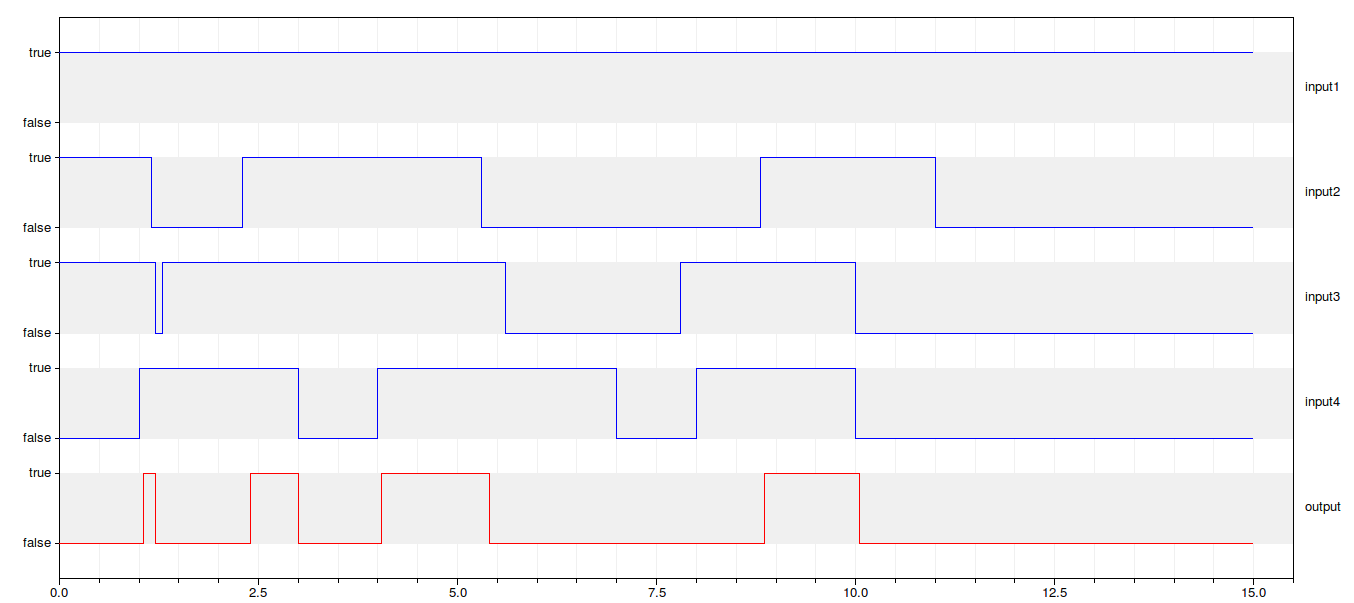 true
input1
false
true
input2
false
true
input3
false
true
input4
false
true
output
false
0.0 2.5 5.0 7.5 10.0 12.5 15.0